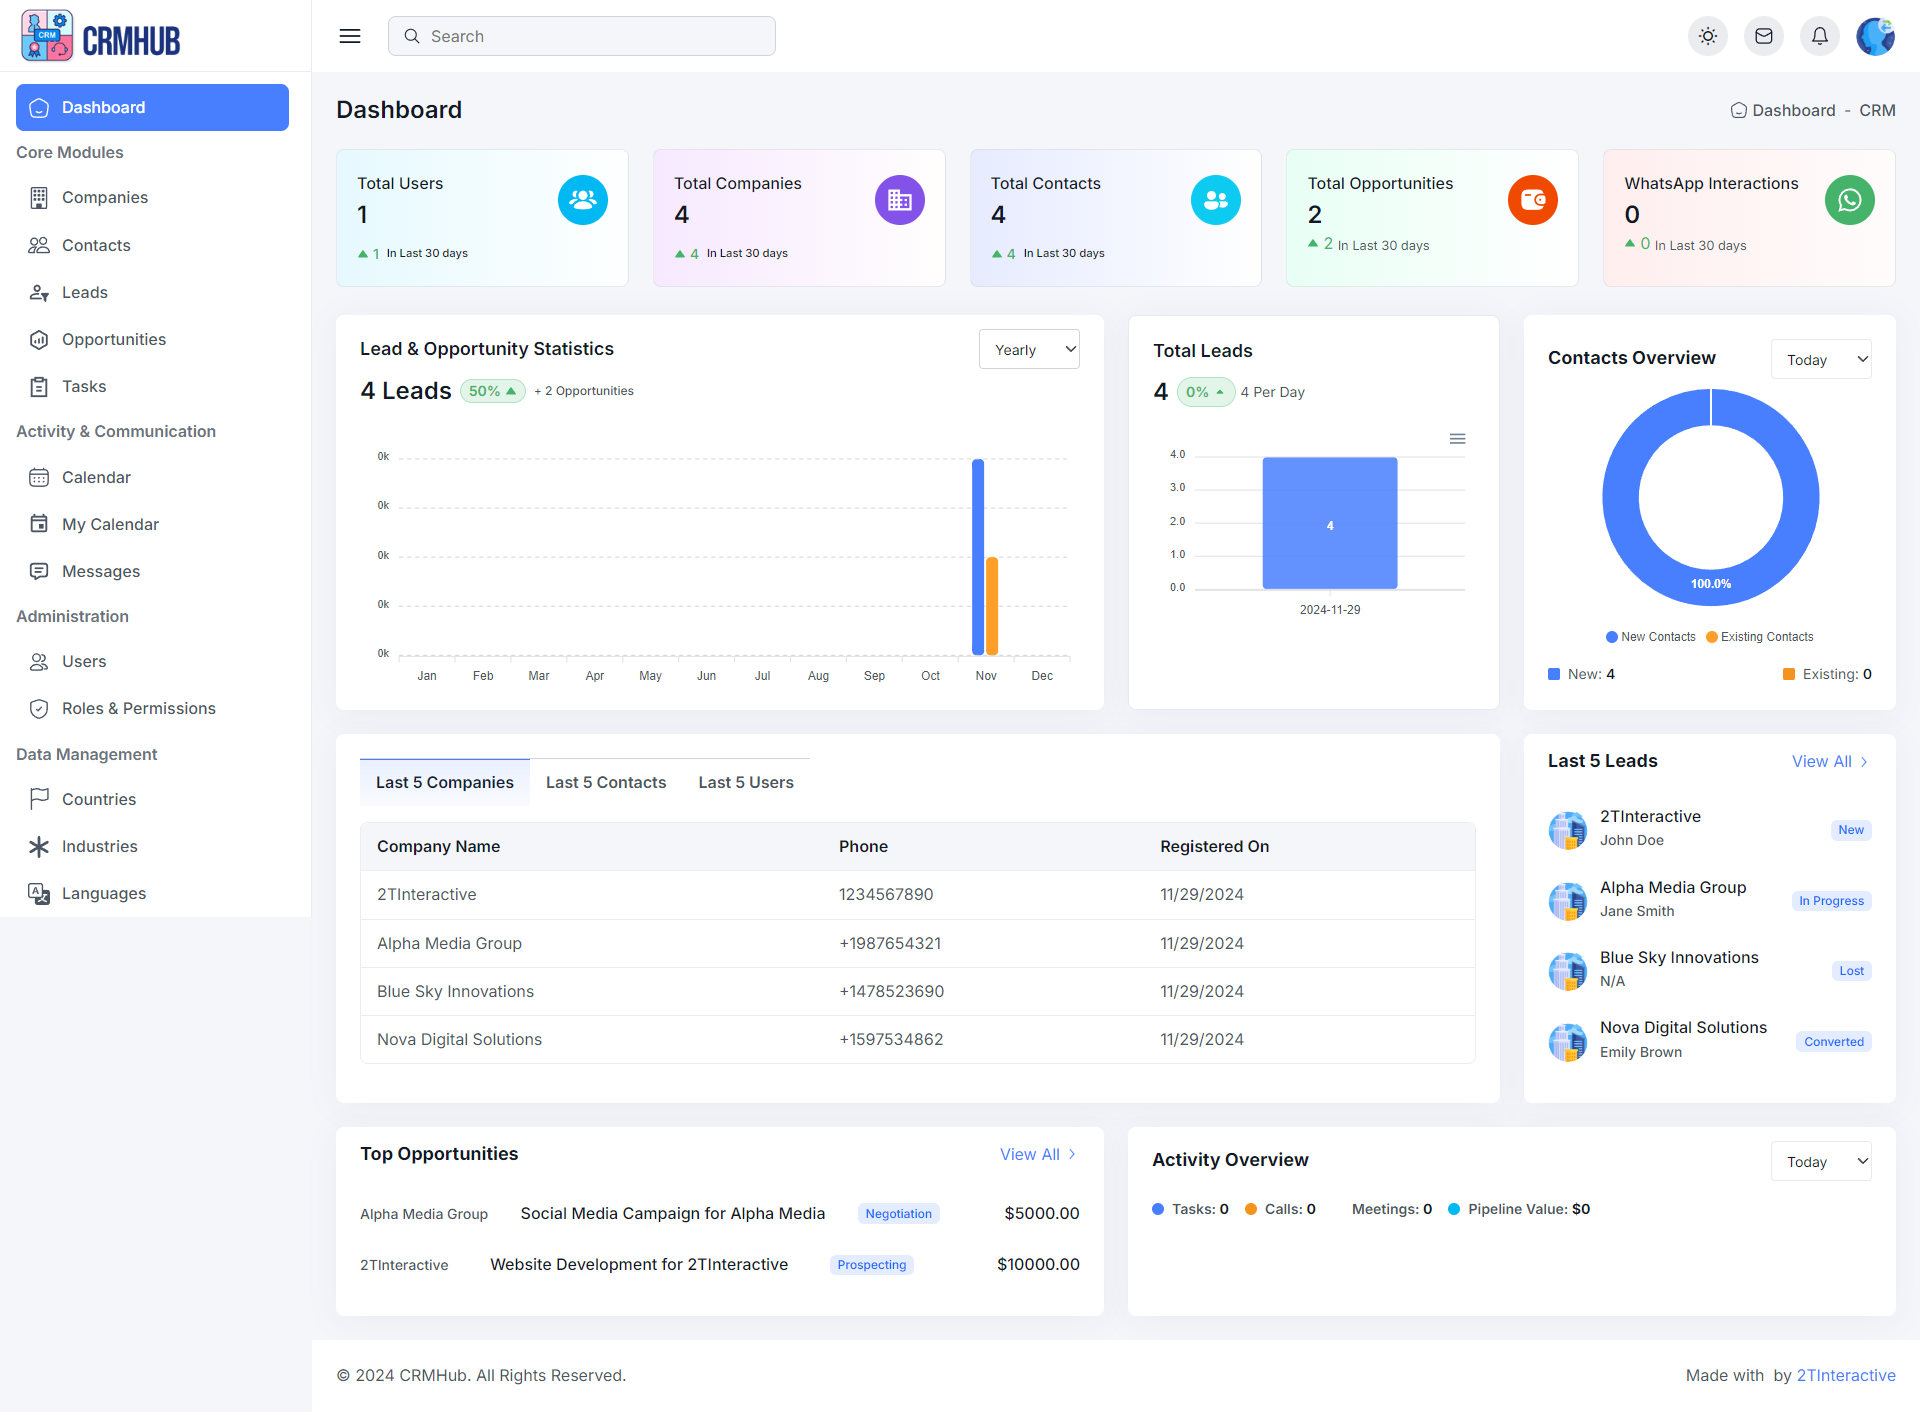 CRM
CRMHUB
Search
Dashboard
Core Modules
Companies
Contacts
Leads
Opportunities
Tasks
Activity & Communication
Calendar
My Calendar
Messages
Administration
Users
Roles & Permissions
Data Management
Countries
Industries
Languages
Dashboard
Dashboard - CRM
Total Users
1
1 In Last 30 days
Total Companies
4
4 In Last 30 days
Total Contacts
4
4 In Last 30 days
Total Opportunities
2
2 In Last 30 days
WhatsApp Interactions
0
0 In Last 30 days
Lead & Opportunity Statistics
Yearly
4 Leads 50% + 2 Opportunities
0k
0k
0k
0k
0k
Jan Feb Mar Apr May Jun Jul Aug Sep Oct Nov Dec
Total Leads
4 0% 4 Per Day
4.0
3.0
2.0
1.0
0.0
4
2024-11-29
Contacts Overview
Today
100.0%
New Contacts Existing Contacts
New: 4 Existing: 0
Last 5 Companies Last 5 Contacts Last 5 Users
Company Name Phone Registered On
2TInteractive 1234567890 11/29/2024
Alpha Media Group +1987654321 11/29/2024
Blue Sky Innovations +1478523690 11/29/2024
Nova Digital Solutions +1597534862 11/29/2024
Last 5 Leads View All
2TInteractive
John Doe
New
Alpha Media Group
Jane Smith
In Progress
Blue Sky Innovations
N/A
Lost
Nova Digital Solutions
Emily Brown
Converted
Top Opportunities View All
Alpha Media Group Social Media Campaign for Alpha Media Negotiation $5000.00
2TInteractive Website Development for 2TInteractive Prospecting $10000.00
Activity Overview
Today
Tasks: 0 Calls: 0 Meetings: 0 Pipeline Value: $0
© 2024 CRMHub. All Rights Reserved.
Made with by 2TInteractive